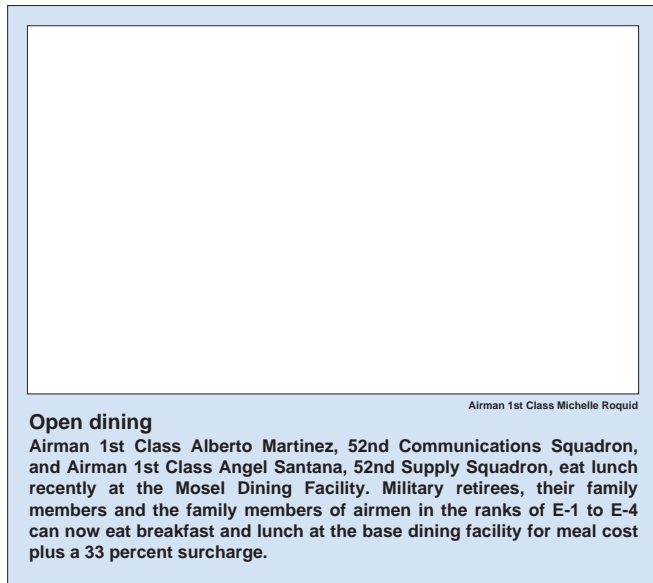 Airman 1st Class Michelle Roquid
Open dining
Airman 1st Class Alberto Martinez, 52nd Communications Squadron,
and Airman 1st Class Angel Santana, 52nd Supply Squadron, eat lunch
recently at the Mosel Dining Facility. Military retirees, their family
members and the family members of airmen in the ranks of E-1 to E-4
can now eat breakfast and lunch at the base dining facility for meal cost
plus a 33 percent surcharge.